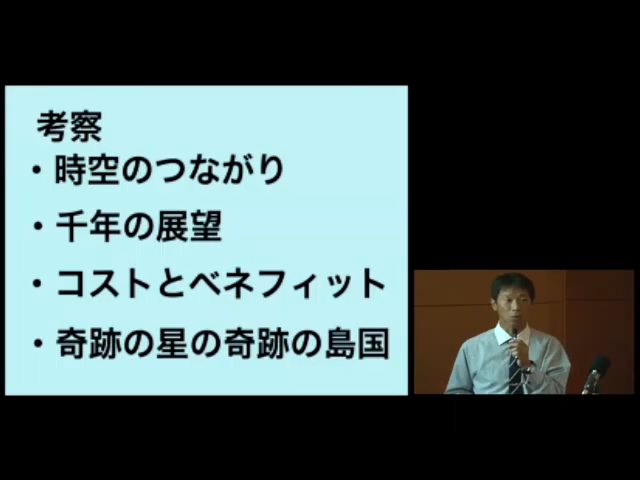 考察
・時空のつながり
・千年の展望
・コストとベネフィット
・奇跡の星の奇跡の島国